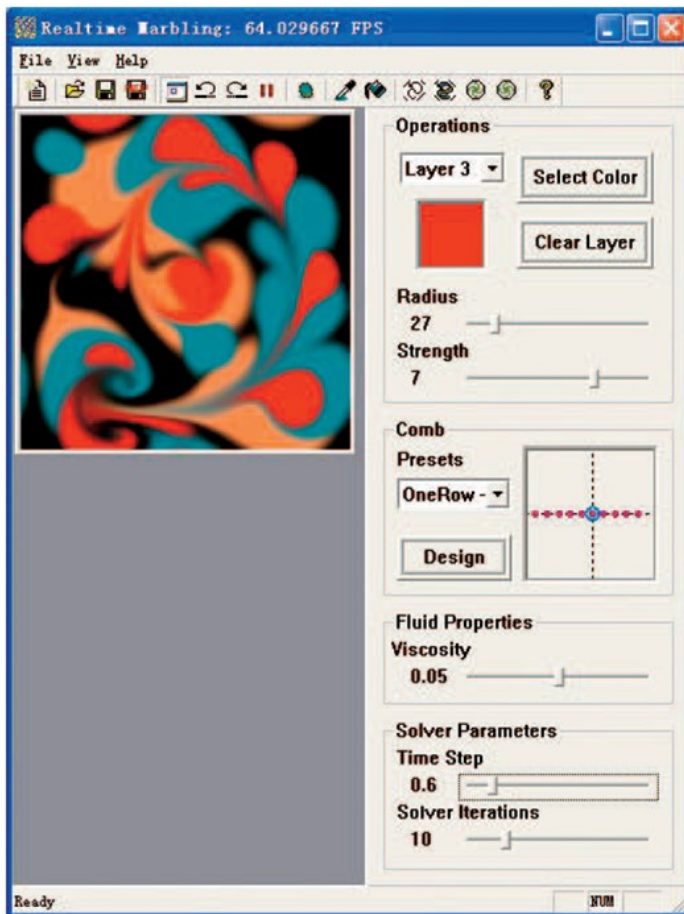 Realtime Marbling: 64.029667 FPS
File View Help
Operations
Layer 3
Select Color
Clear Layer
Radius
27
Strength
7
Comb
Presets
OneRow -
Design
Fluid Properties
Viscosity
0.05
Solver Parameters
Time Step
0.6
Solver Iterations
10
Ready
NUM